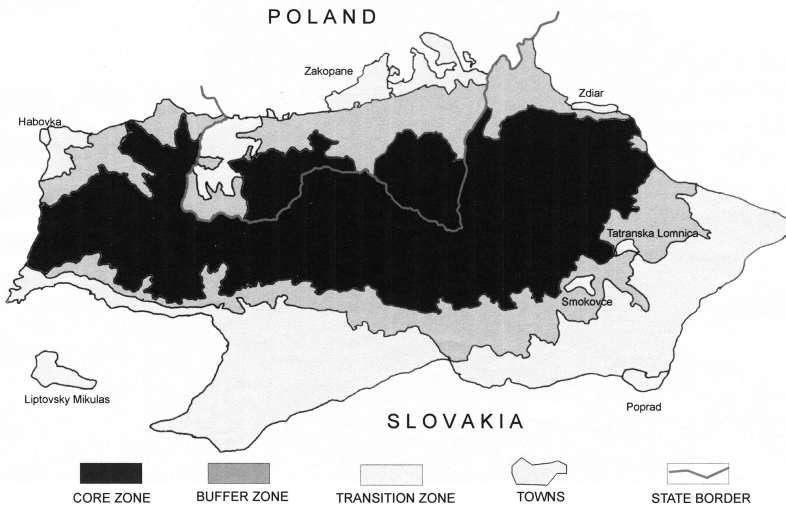 POLAND
Zakopane
Zdiar
Habovka
Tatranska Lomnica
Smokovce
Liptovsky Mikulas
Poprad
SLOVAKIA
CORE ZONE
BUFFER ZONE
TRANSITION ZONE
TOWNS
STATE BORDER